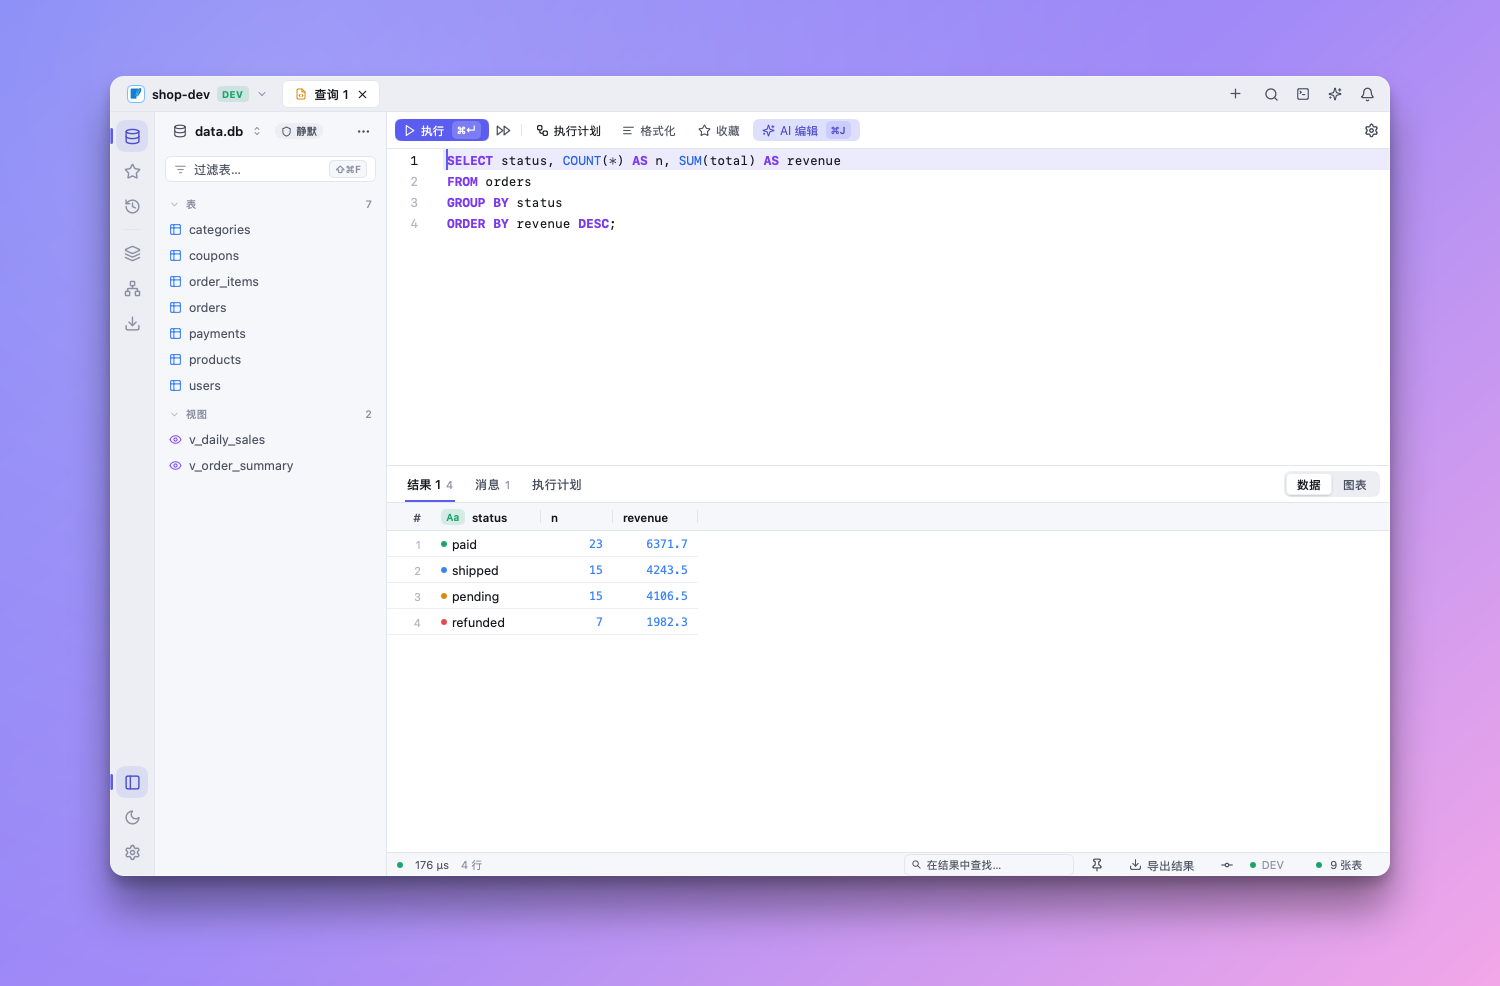 shop-dev DEV 查询 1
data.db 静默
过滤表... ⇧⌘F
表 7
categories
coupons
order_items
orders
payments
products
users
视图 2
v_daily_sales
v_order_summary
执行 ⌘↵ 执行计划 格式化 收藏 AI 编辑 ⌘J
1 SELECT status, COUNT(*) AS n, SUM(total) AS revenue
2 FROM orders
3 GROUP BY status
4 ORDER BY revenue DESC;
结果 1 4 消息 1 执行计划 数据 图表
# Aa status n revenue
1 paid 23 6371.7
2 shipped 15 4243.5
3 pending 15 4106.5
4 refunded 7 1982.3
176 µs 4 行 在结果中查找... 导出结果 DEV 9 张表